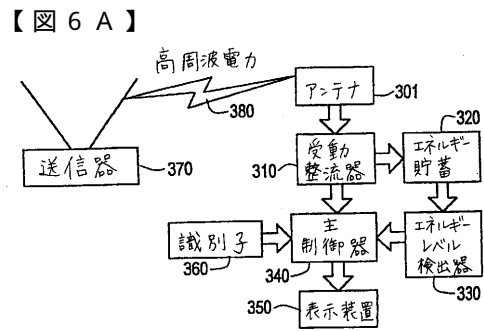 【図６Ａ】
高周波電力
アンテナ
301
380
320
送信器
370
受動
整流器
310
エネルギー
貯蓄
識別子
360
主
制御器
340
エネルギー
レベル
検出器
330
350
表示装置